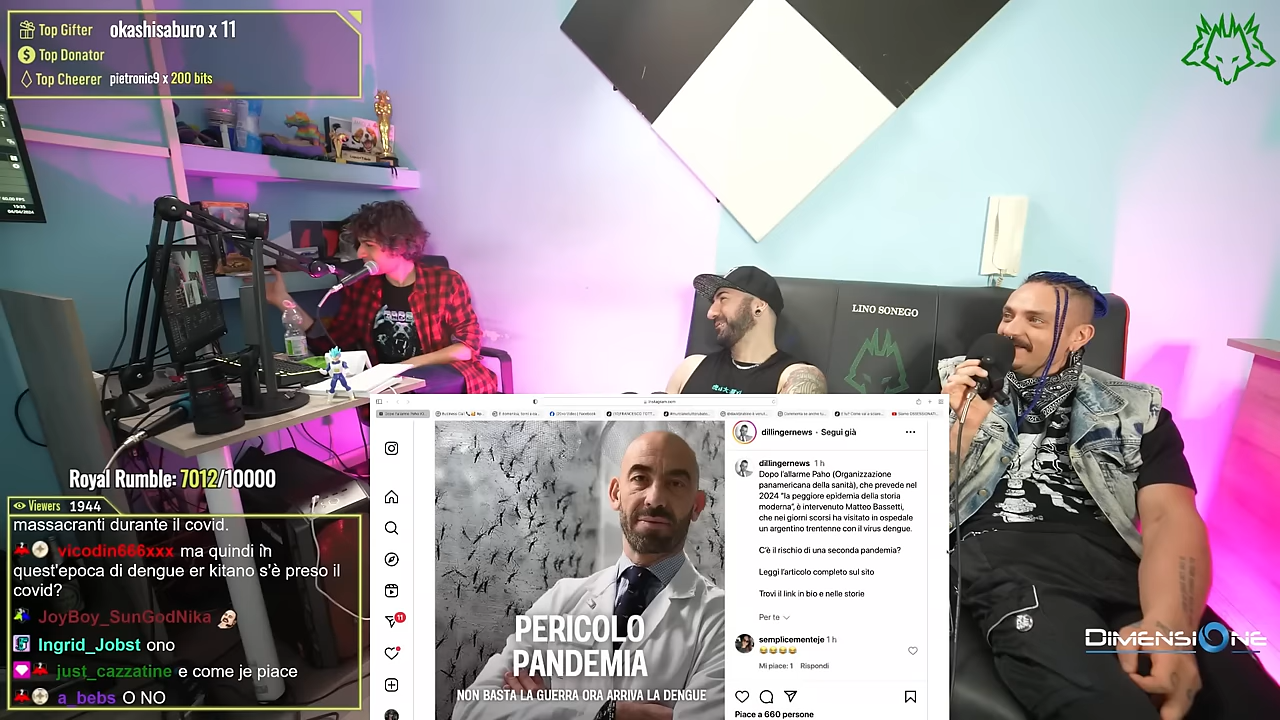 Top Gifter okashisaburo x 11
Top Donator
Top Cheerer pietronic9 x 200 bits
LINO SONEGO
Royal Rumble: 7012/10000
Viewers 1944
massacranti durante il covid.
vicodin666xxx ma quindi in
quest'epoca di dengue er kitano s'è preso il
covid?
JoyBoy_SunGodNika
Ingrid_Jobst ono
just_cazzatine e come je piace
a_bebs O NO
instagram.com
11
PERICOLO
PANDEMIA
NON BASTA LA GUERRA ORA ARRIVA LA DENGUE
dillingernews · Segui già
dillingernews 1 h
Dopo l'allarme Paho (Organizzazione
panamericana della sanità), che prevede nel
2024 "la peggiore epidemia della storia
moderna", è intervenuto Matteo Bassetti,
che nei giorni scorsi ha visitato in ospedale
un argentino trentenne con il virus dengue.
C'è il rischio di una seconda pandemia?
Leggi l'articolo completo sul sito
Trovi il link in bio e nelle storie
Per te
semplicementeje 1 h
😂😂😂😂
Mi piace: 1 Rispondi
Piace a 660 persone
DIMENSIONE